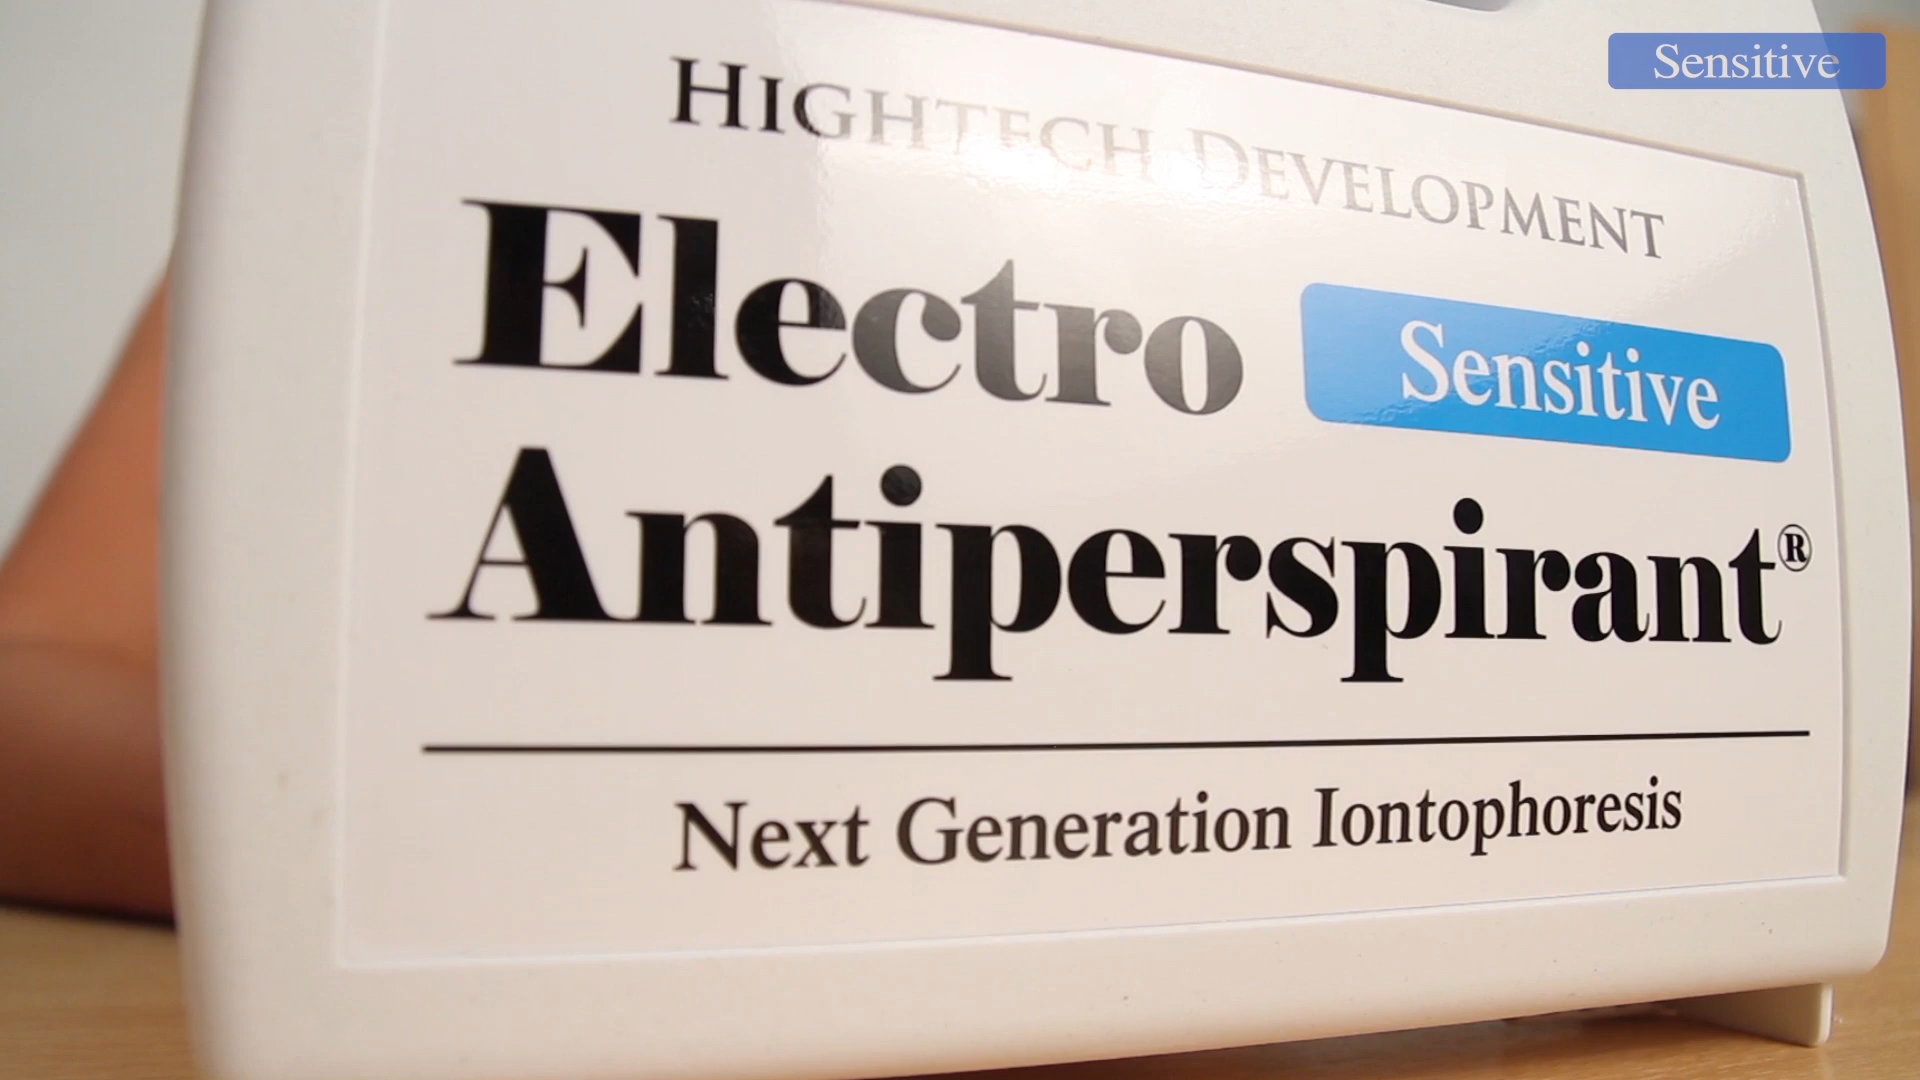 Sensitive
HIGHTECH DEVELOPMENT
Electro Sensitive
Antiperspirant®
Next Generation Iontophoresis